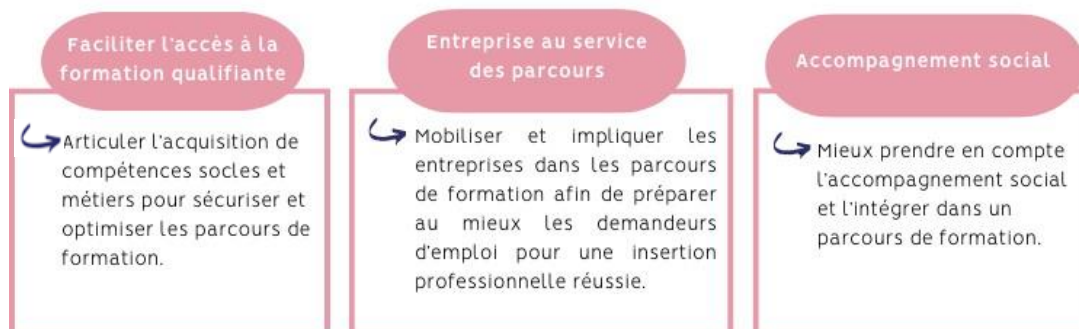 Faciliter l'accès à la
formation qualifiante
Articuler l'acquisition de
compétences socles et
métiers pour sécuriser et
optimiser les parcours de
formation.
Entreprise au service
des parcours
Mobiliser et impliquer les
entreprises dans les parcours
de formation afin de préparer
au mieux les demandeurs
d'emploi pour une insertion
professionnelle réussie.
Accompagnement social
Mieux prendre en compte
l'accompagnement social
et l'intégrer dans un
parcours de formation.